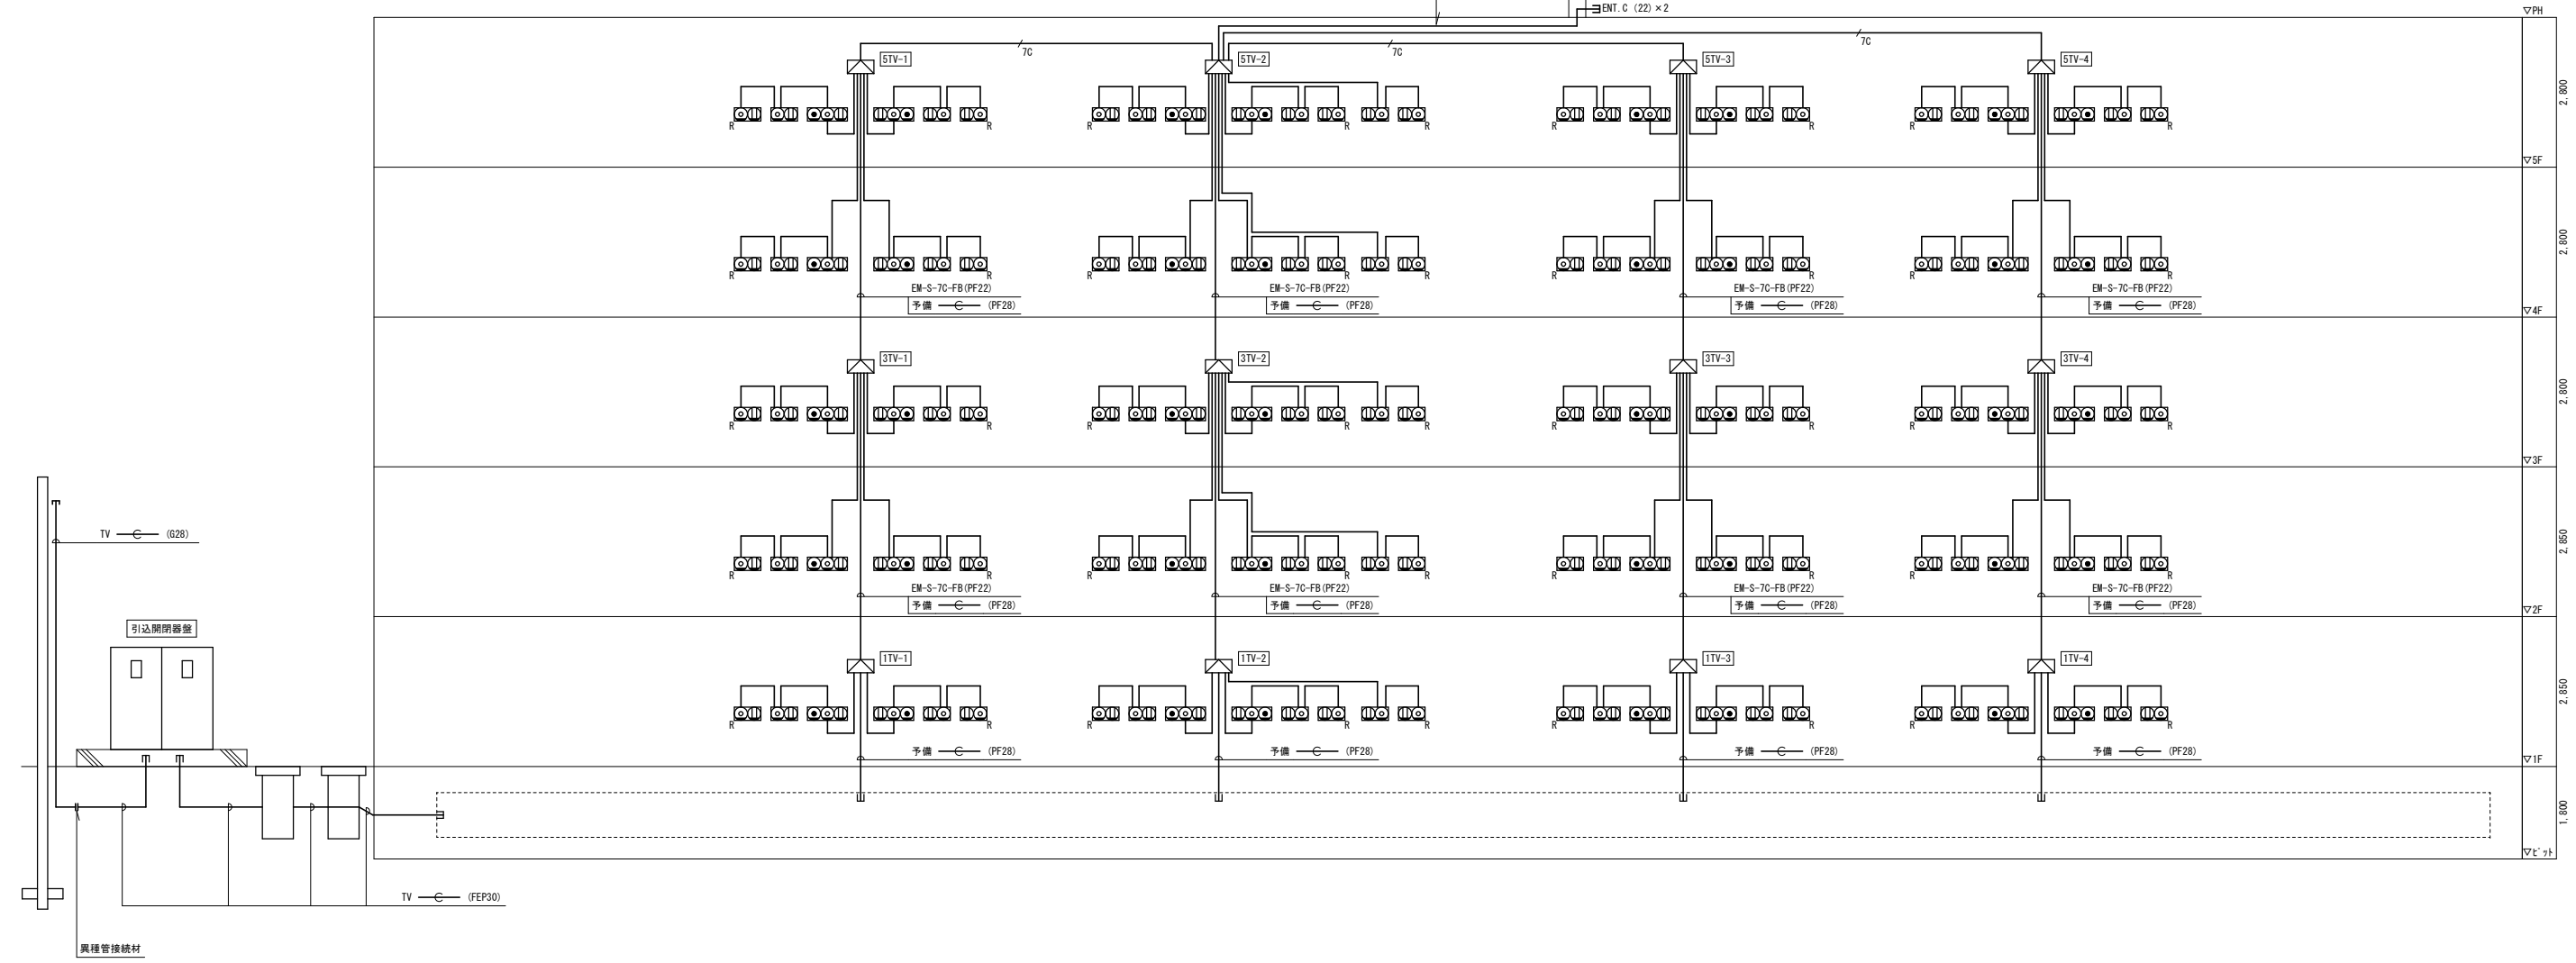 ENT.C (22)×2
▽PH
7C
7C
7C
5TV-1
5TV-2
5TV-3
5TV-4
2,800
R R R R R R R R R
▽5F
2,800
R R R R R R R R R
EM-S-7C-FB(PF22) EM-S-7C-FB(PF22) EM-S-7C-FB(PF22) EM-S-7C-FB(PF22)
予備 (PF28) 予備 (PF28) 予備 (PF28) 予備 (PF28)
▽4F
3TV-1
3TV-2
3TV-3
3TV-4
2,800
R R R R R R R R R
▽3F
TV C (G28)
2,850
R R R R R R R R R
EM-S-7C-FB(PF22) EM-S-7C-FB(PF22) EM-S-7C-FB(PF22) EM-S-7C-FB(PF22)
予備 (PF28) 予備 (PF28) 予備 (PF28) 予備 (PF28)
▽2F
引込開閉器盤
1TV-1
1TV-2
1TV-3
1TV-4
2,850
R R R R R R R R R
予備 (PF28) 予備 (PF28) 予備 (PF28) 予備 (PF28)
▽1F
1,800
▽ピット
TV C (FEP30)
異種管接続材